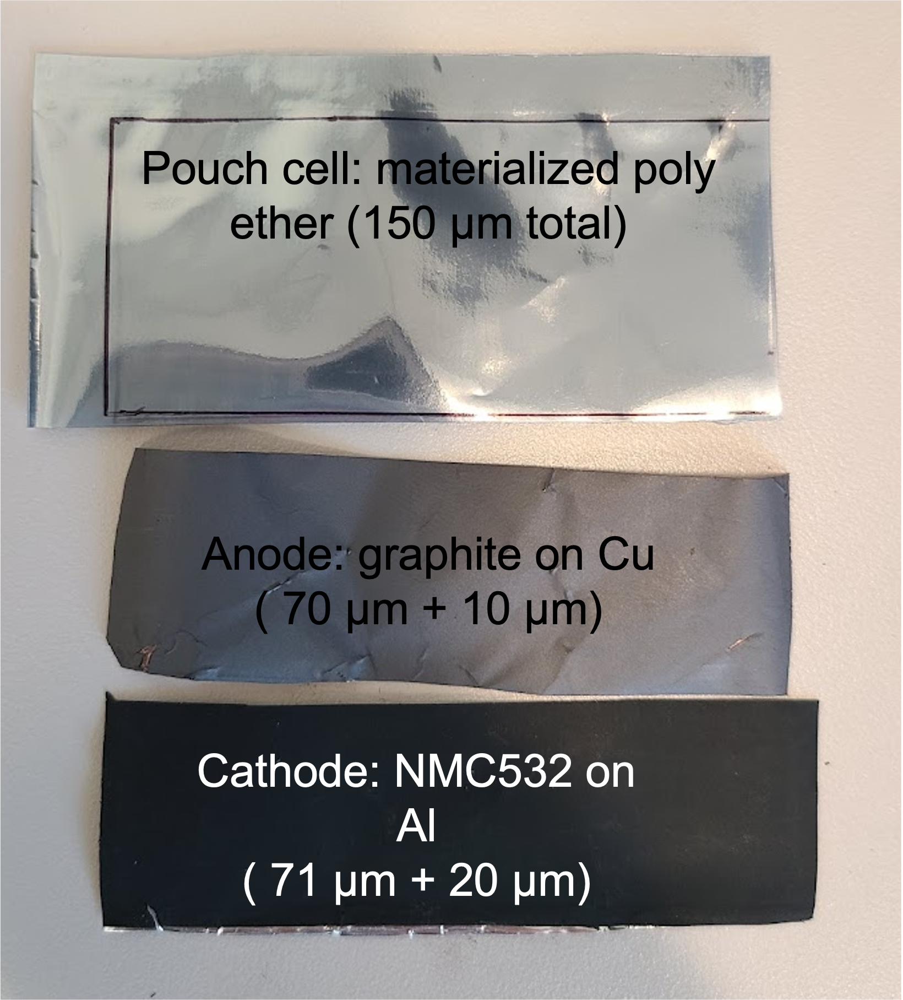 Pouch cell: materialized poly
ether (150 µm total)
Anode: graphite on Cu
( 70 µm + 10 µm)
Cathode: NMC532 on
Al
( 71 µm + 20 µm)